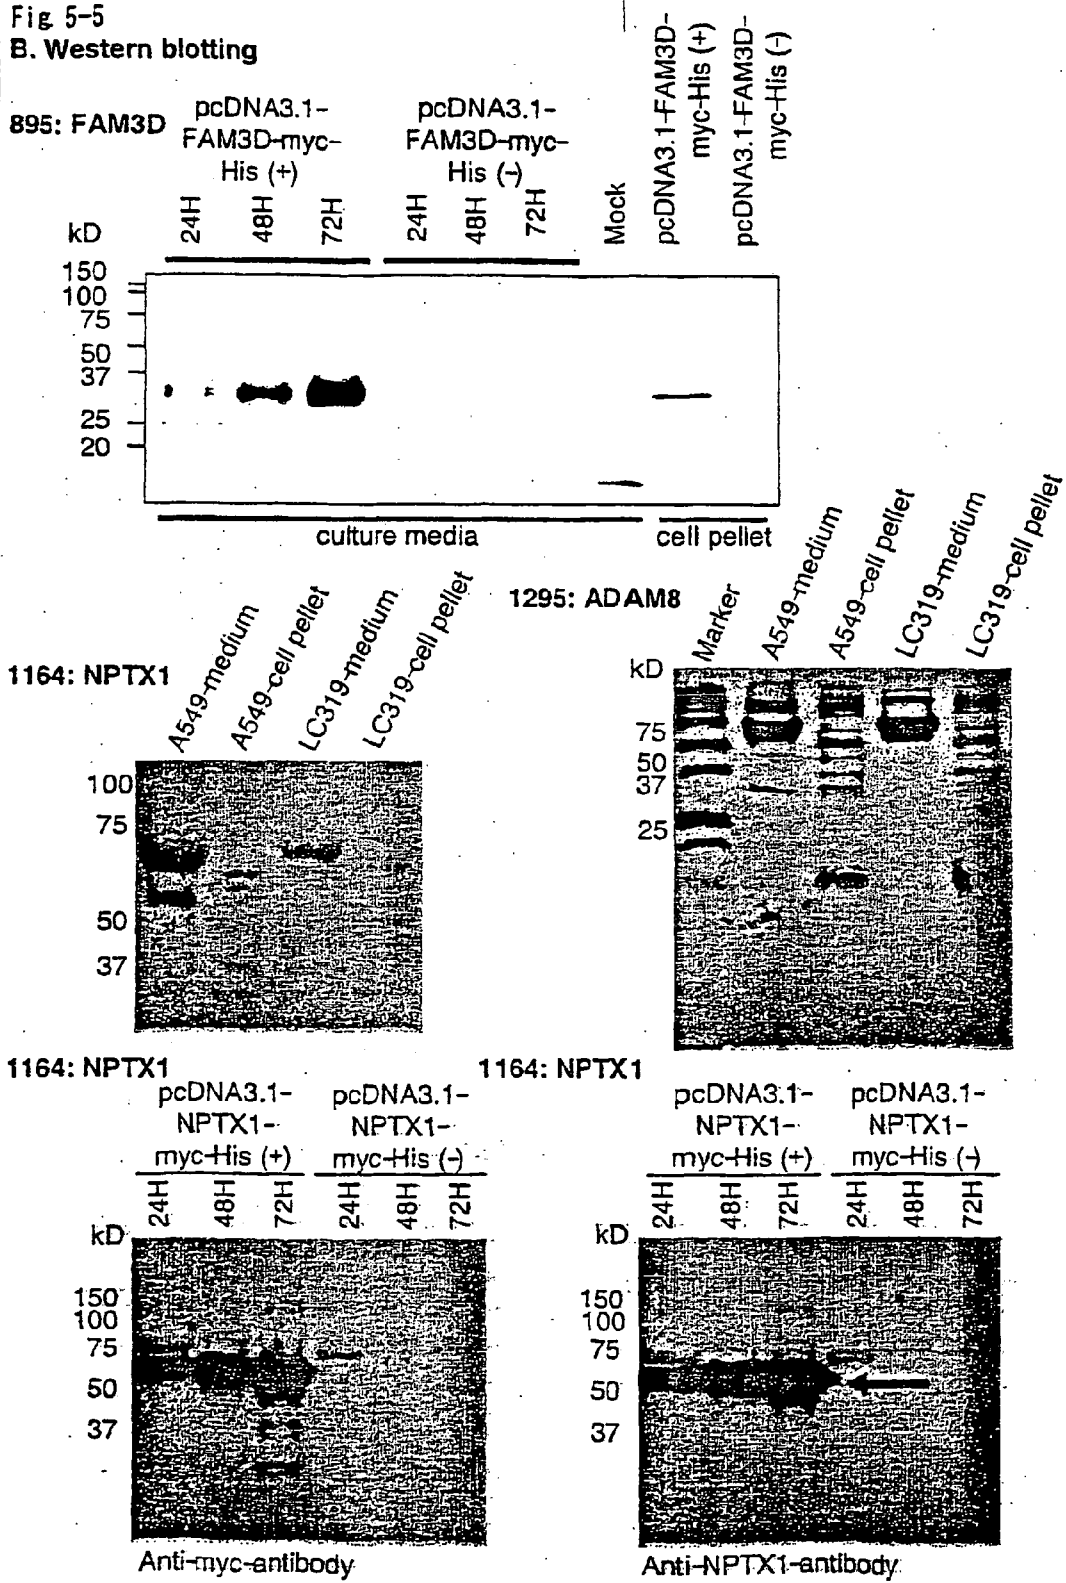 Fig. 5-5
B. Western blotting
895: FAM3D
pcDNA3.1-
FAM3D-myc-
His (+)
pcDNA3.1-
FAM3D-myc-
His (-)
24H
48H
72H
24H
48H
72H
Mock
pcDNA3.1-FAM3D-
myc-His (+)
pcDNA3.1-FAM3D-
myc-His (-)
kD
150
100
75
50
37
25
20
culture media
cell pellet
1164: NPTX1
A549-medium
A549-cell pellet
LC319-medium
LC319-cell pellet
100
75
50
37
1295: ADAM8
Marker
A549-medium
A549-cell pellet
LC319-medium
LC319-cell pellet
kD
75
50
37
25
1164: NPTX1
pcDNA3.1-
NPTX1-
myc-His (+)
pcDNA3.1-
NPTX1-
myc-His (-)
24H
48H
72H
24H
48H
72H
kD
150
100
75
50
37
Anti-myc-antibody
1164: NPTX1
pcDNA3.1-
NPTX1-
myc-His (+)
pcDNA3.1-
NPTX1-
myc-His (-)
24H
48H
72H
24H
48H
72H
kD
150
100
75
50
37
Anti-NPTX1-antibody